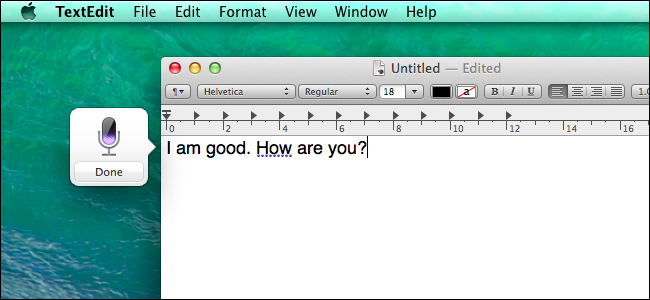 TextEdit File Edit Format View Window Help
Untitled — Edited
¶ Helvetica Regular 18 a B I U 1.0
0 2 4 6 8 10 12 14 16
I am good. How are you?
Done